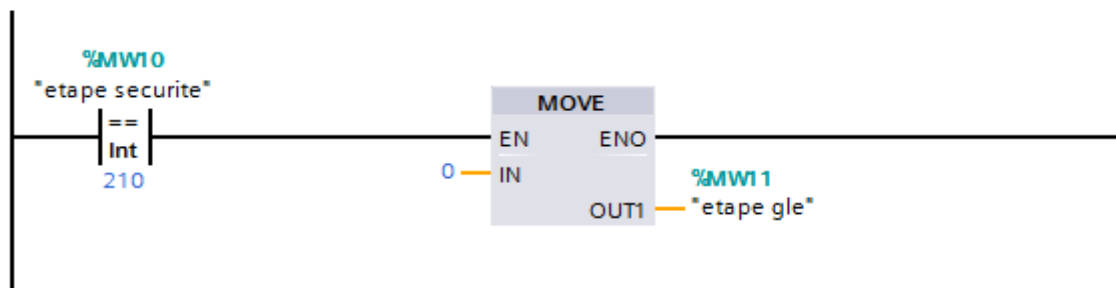 %MW10
"etape securite"
==
Int
210
MOVE
EN ENO
0 IN
%MW11
OUT1 "etape gle"